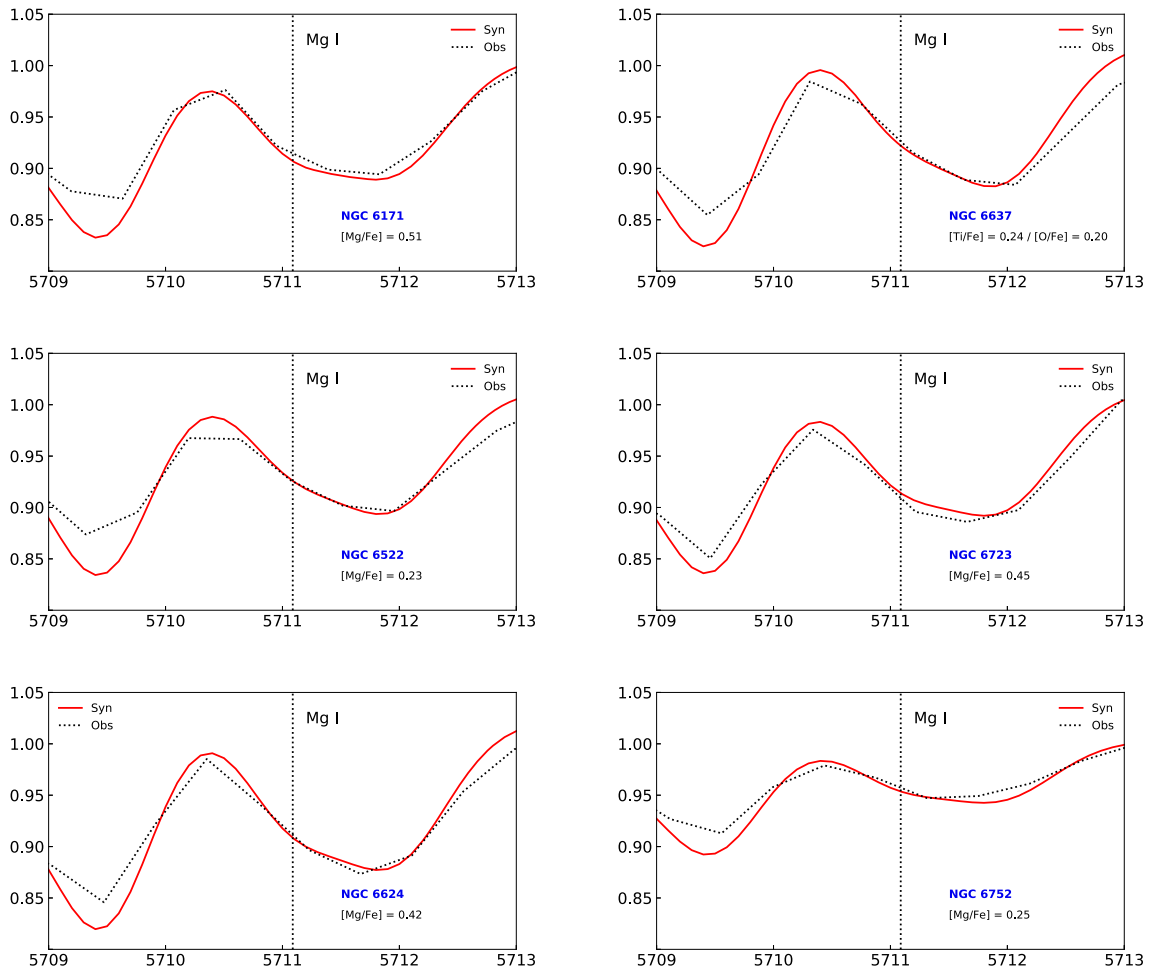 1.05
1.00
0.95
0.90
0.85
5709 5710 5711 5712 5713
Mg I
Syn
Obs
NGC 6171
[Mg/Fe] = 0.51
1.05
1.00
0.95
0.90
0.85
5709 5710 5711 5712 5713
Mg I
Syn
Obs
NGC 6637
[Ti/Fe] = 0.24 / [O/Fe] = 0.20
1.05
1.00
0.95
0.90
0.85
5709 5710 5711 5712 5713
Mg I
Syn
Obs
NGC 6522
[Mg/Fe] = 0.23
1.05
1.00
0.95
0.90
0.85
5709 5710 5711 5712 5713
Mg I
Syn
Obs
NGC 6723
[Mg/Fe] = 0.45
1.05
1.00
0.95
0.90
0.85
5709 5710 5711 5712 5713
Syn
Obs
Mg I
NGC 6624
[Mg/Fe] = 0.42
1.05
1.00
0.95
0.90
0.85
5709 5710 5711 5712 5713
Mg I
Syn
Obs
NGC 6752
[Mg/Fe] = 0.25